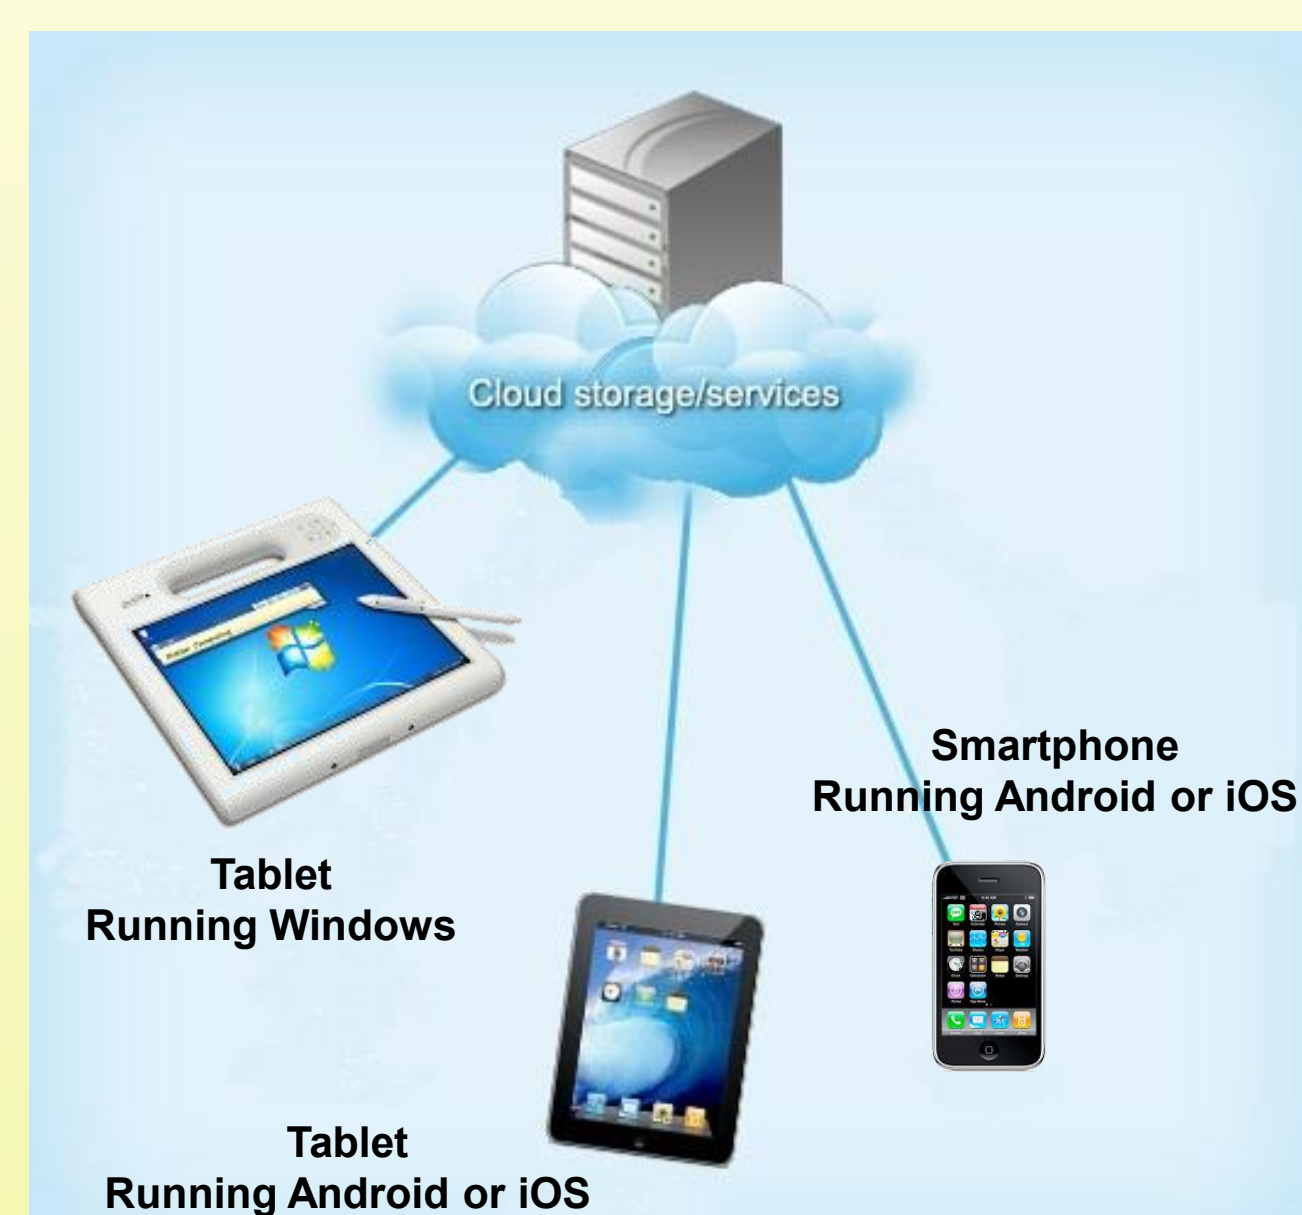 Cloud storage/services
Smartphone
Running Android or iOS
Tablet
Running Windows
Tablet
Running Android or iOS